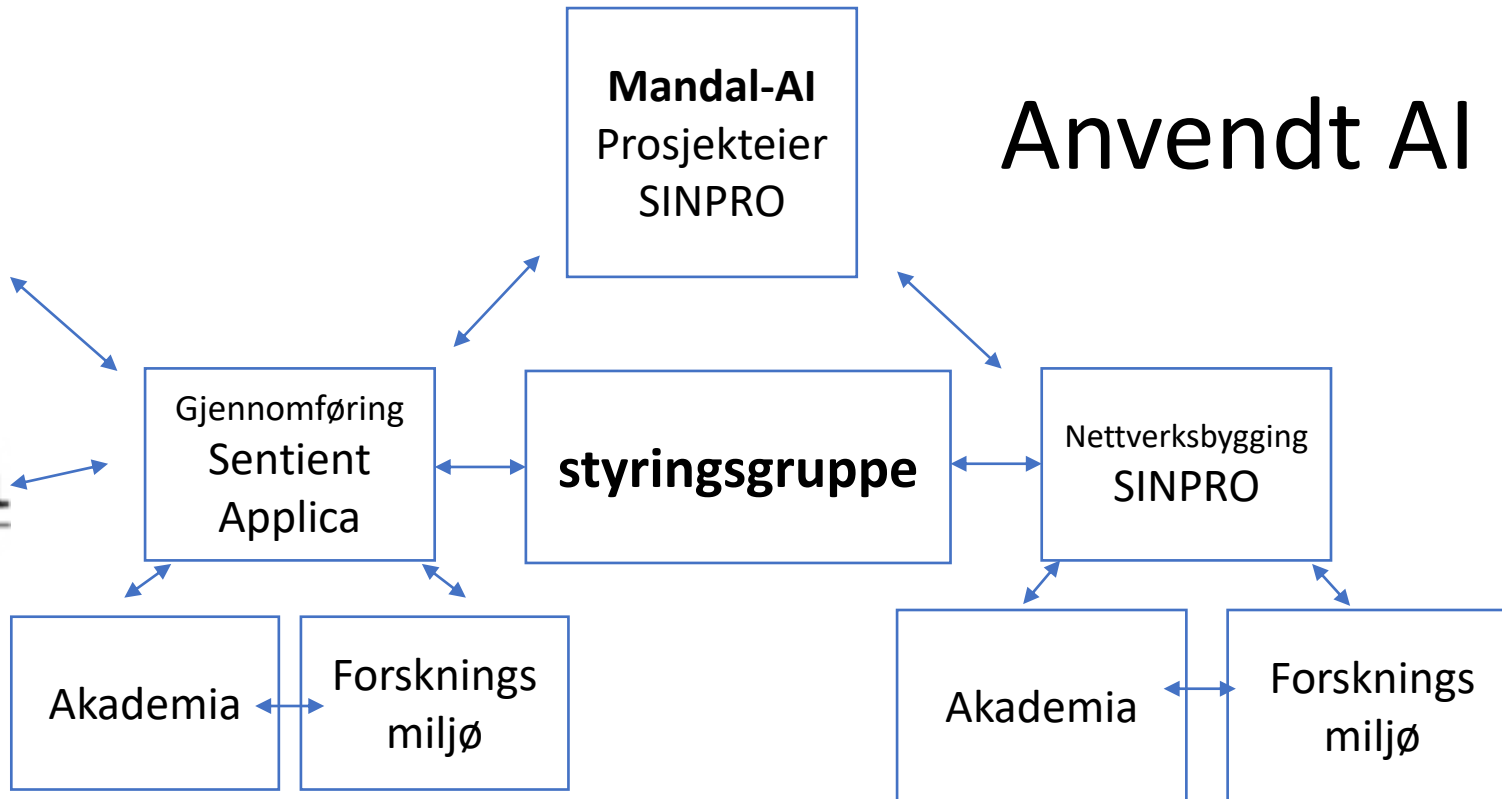 Mandal-AI
Prosjekteier
SINPRO
Anvendt AI
Gjennomføring
Sentient
Applica
styringsgruppe
Nettverksbygging
SINPRO
Akademia
Forsknings
miljø
Akademia
Forsknings
miljø